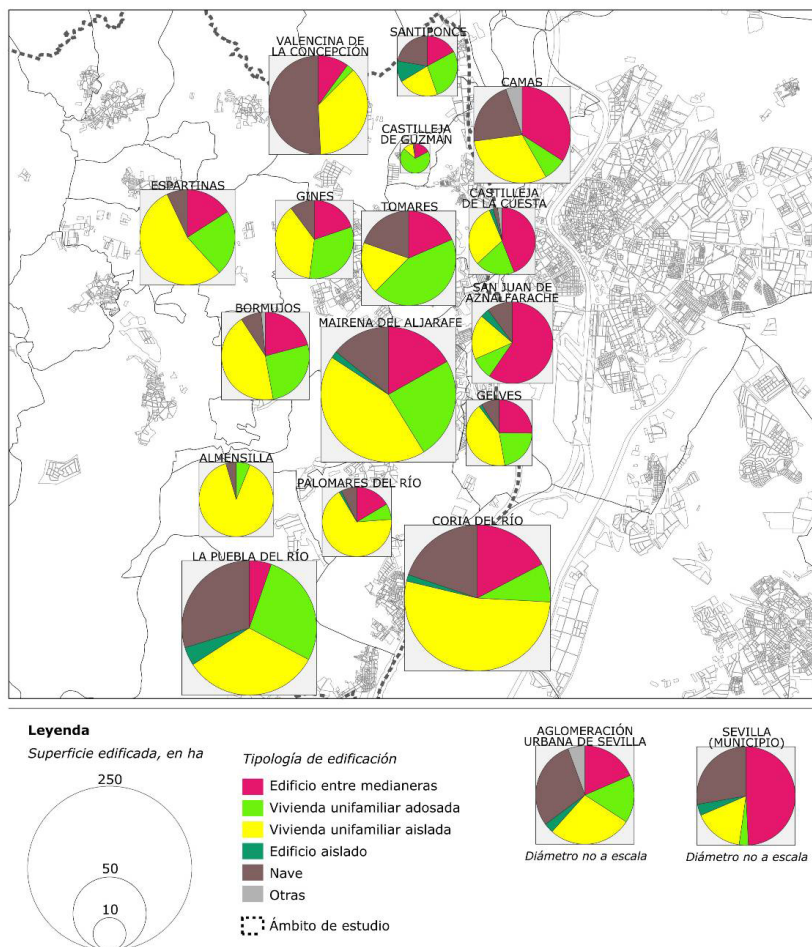 SANTIPONCE
VALENCINA DE
LA CONCEPCIÓN
CAMAS
CASTILLEJA
DE GUZMÁN
ESPARTINAS
GINES
TOMARES
CASTILLEJA
DE LA CUESTA
SAN JUAN DE
AZNALFARACHE
BORMUJOS
MAIRENA DEL ALJARAFE
GELVES
ALMENSILLA
PALOMARES DEL RÍO
CORIA DEL RÍO
LA PUEBLA DEL RÍO
Leyenda
Superficie edificada, en ha
250
50
10
Tipología de edificación
Edificio entre medianeras
Vivienda unifamiliar adosada
Vivienda unifamiliar aislada
Edificio aislado
Nave
Otras
Ámbito de estudio
AGLOMERACIÓN
URBANA DE SEVILLA
Diámetro no a escala
SEVILLA
(MUNICIPIO)
Diámetro no a escala